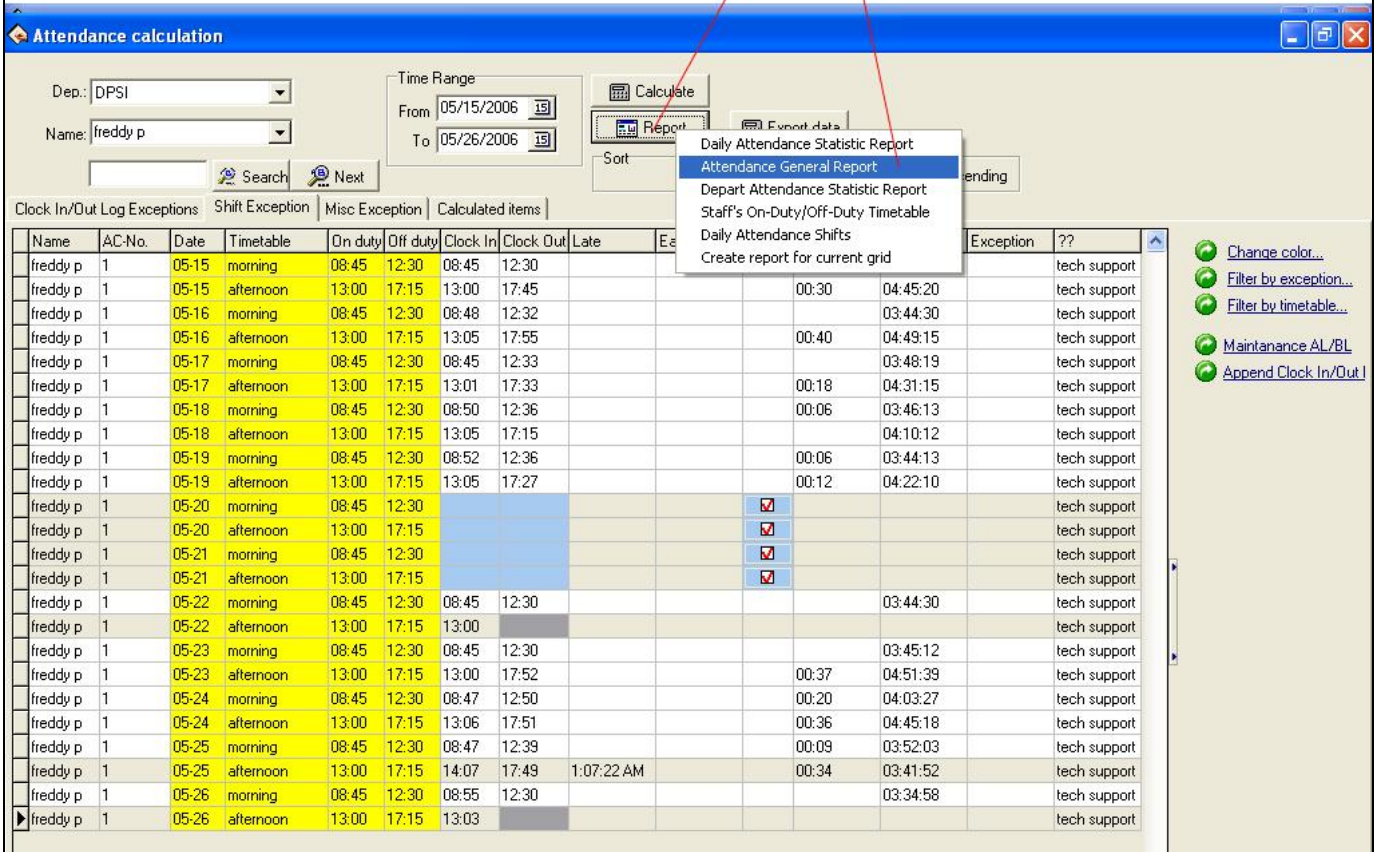 Attendance calculation
Dep.: DPSI
Name: freddy p
Search Next
Time Range
From 05/15/2006 15
To 05/26/2006 15
Calculate
Report Export data
Sort ending
Daily Attendance Statistic Report
Attendance General Report
Depart Attendance Statistic Report
Staff's On-Duty/Off-Duty Timetable
Daily Attendance Shifts
Create report for current grid
Clock In/Out Log Exceptions Shift Exception Misc Exception Calculated items
Name AC-No. Date Timetable On duty Off duty Clock In Clock Out Late Ea Exception ??
freddy p 1 05-15 morning 08:45 12:30 08:45 12:30 tech support
freddy p 1 05-15 afternoon 13:00 17:15 13:00 17:45 00:30 04:45:20 tech support
freddy p 1 05-16 morning 08:45 12:30 08:48 12:32 03:44:30 tech support
freddy p 1 05-16 afternoon 13:00 17:15 13:05 17:55 00:40 04:49:15 tech support
freddy p 1 05-17 morning 08:45 12:30 08:45 12:33 03:48:19 tech support
freddy p 1 05-17 afternoon 13:00 17:15 13:01 17:33 00:18 04:31:15 tech support
freddy p 1 05-18 morning 08:45 12:30 08:50 12:36 00:06 03:46:13 tech support
freddy p 1 05-18 afternoon 13:00 17:15 13:05 17:15 04:10:12 tech support
freddy p 1 05-19 morning 08:45 12:30 08:52 12:36 00:06 03:44:13 tech support
freddy p 1 05-19 afternoon 13:00 17:15 13:05 17:27 00:12 04:22:10 tech support
freddy p 1 05-20 morning 08:45 12:30 tech support
freddy p 1 05-20 afternoon 13:00 17:15 tech support
freddy p 1 05-21 morning 08:45 12:30 tech support
freddy p 1 05-21 afternoon 13:00 17:15 tech support
freddy p 1 05-22 morning 08:45 12:30 08:45 12:30 03:44:30 tech support
freddy p 1 05-22 afternoon 13:00 17:15 13:00 tech support
freddy p 1 05-23 morning 08:45 12:30 08:45 12:30 03:45:12 tech support
freddy p 1 05-23 afternoon 13:00 17:15 13:00 17:52 00:37 04:51:39 tech support
freddy p 1 05-24 morning 08:45 12:30 08:47 12:50 00:20 04:03:27 tech support
freddy p 1 05-24 afternoon 13:00 17:15 13:06 17:51 00:36 04:45:18 tech support
freddy p 1 05-25 morning 08:45 12:30 08:47 12:39 00:09 03:52:03 tech support
freddy p 1 05-25 afternoon 13:00 17:15 14:07 17:49 1:07:22 AM 00:34 03:41:52 tech support
freddy p 1 05-26 morning 08:45 12:30 08:55 12:30 03:34:58 tech support
freddy p 1 05-26 afternoon 13:00 17:15 13:03 tech support
Change color...
Filter by exception...
Filter by timetable...
Maintanance AL/BL
Append Clock In/Out l